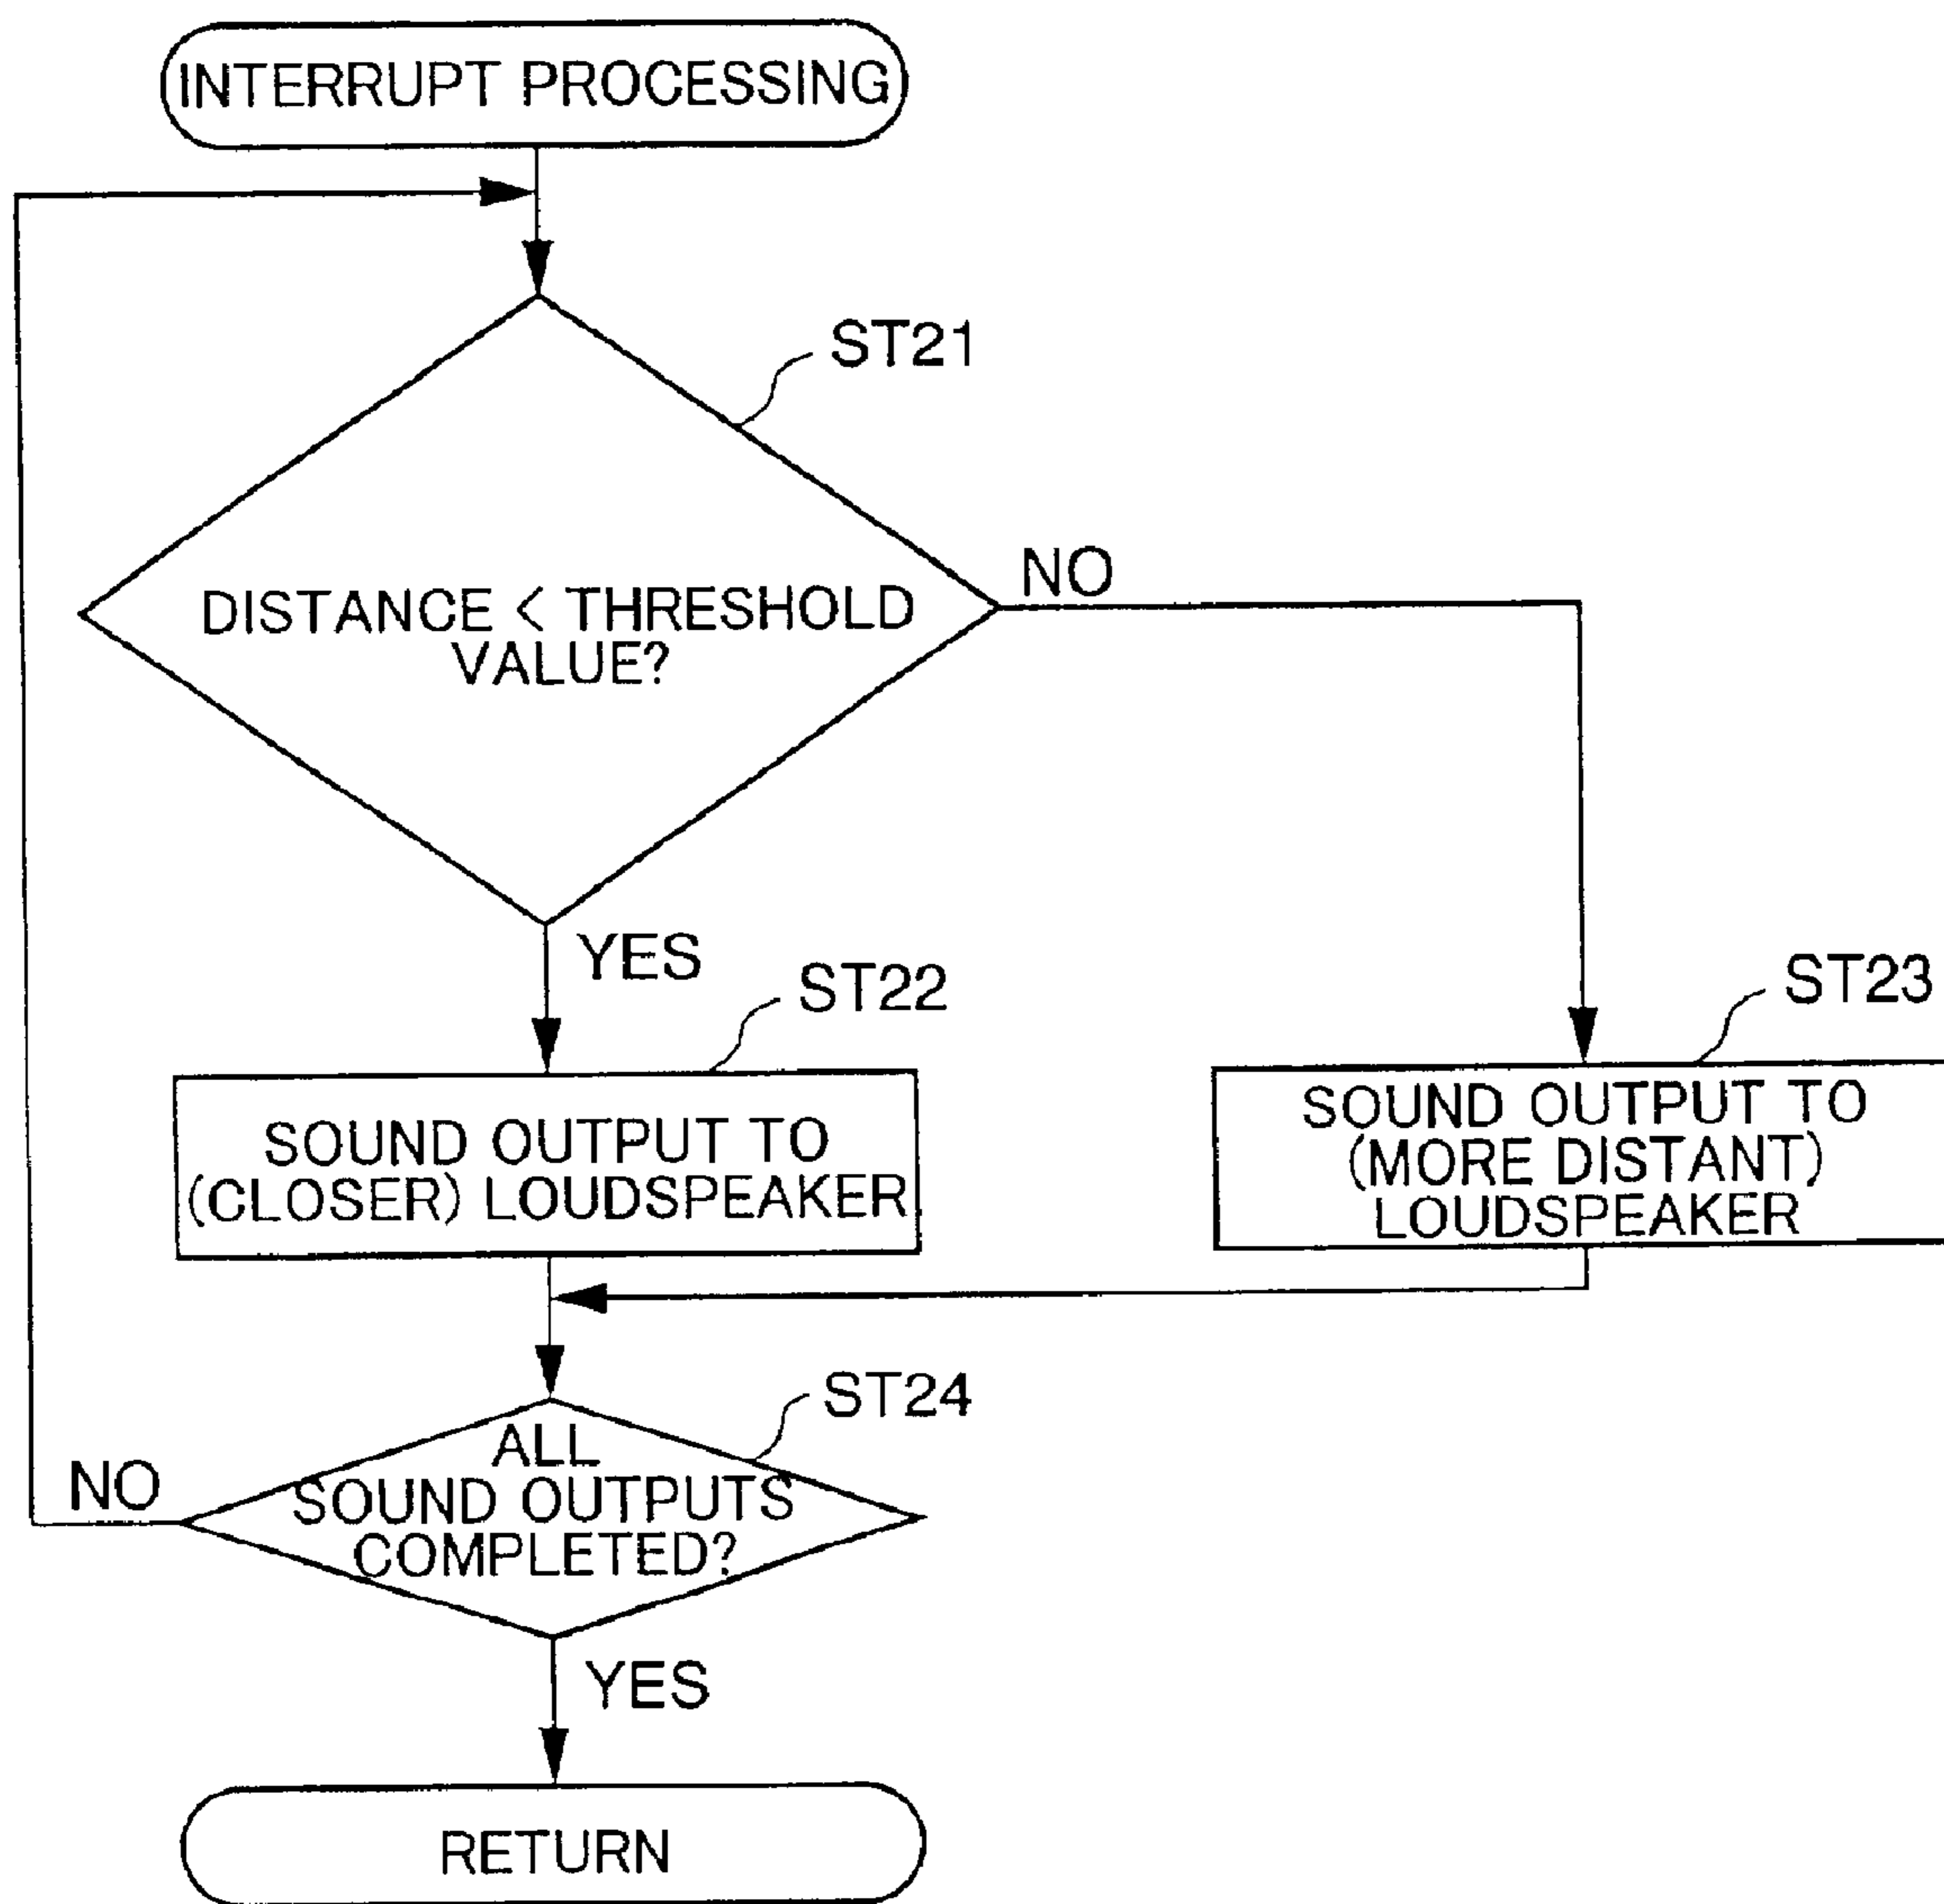 INTERRUPT PROCESSING
ST21
DISTANCE < THRESHOLD
VALUE?
NO
YES
ST22
ST23
SOUND OUTPUT TO
(CLOSER) LOUDSPEAKER
SOUND OUTPUT TO
(MORE DISTANT)
LOUDSPEAKER
ST24
ALL
SOUND OUTPUTS
COMPLETED?
NO
YES
RETURN